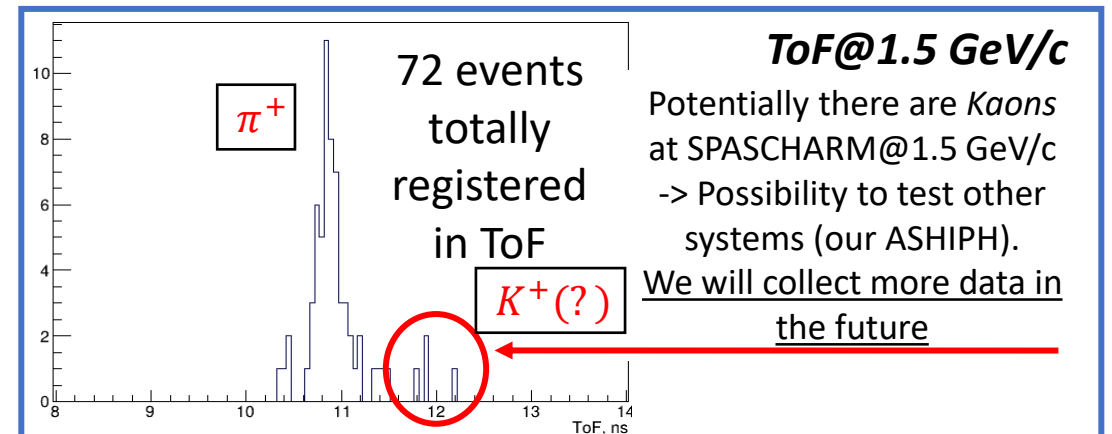 ToF@1.5 GeV/c
72 events
totally
registered
in ToF
π⁺
K⁺(?)
Potentially there are Kaons
at SPASCHARM@1.5 GeV/c
-> Possibility to test other
systems (our ASHIPH).
We will collect more data in
the future
10
8
6
4
2
0
8 9 10 11 12 13 14
ToF, ns